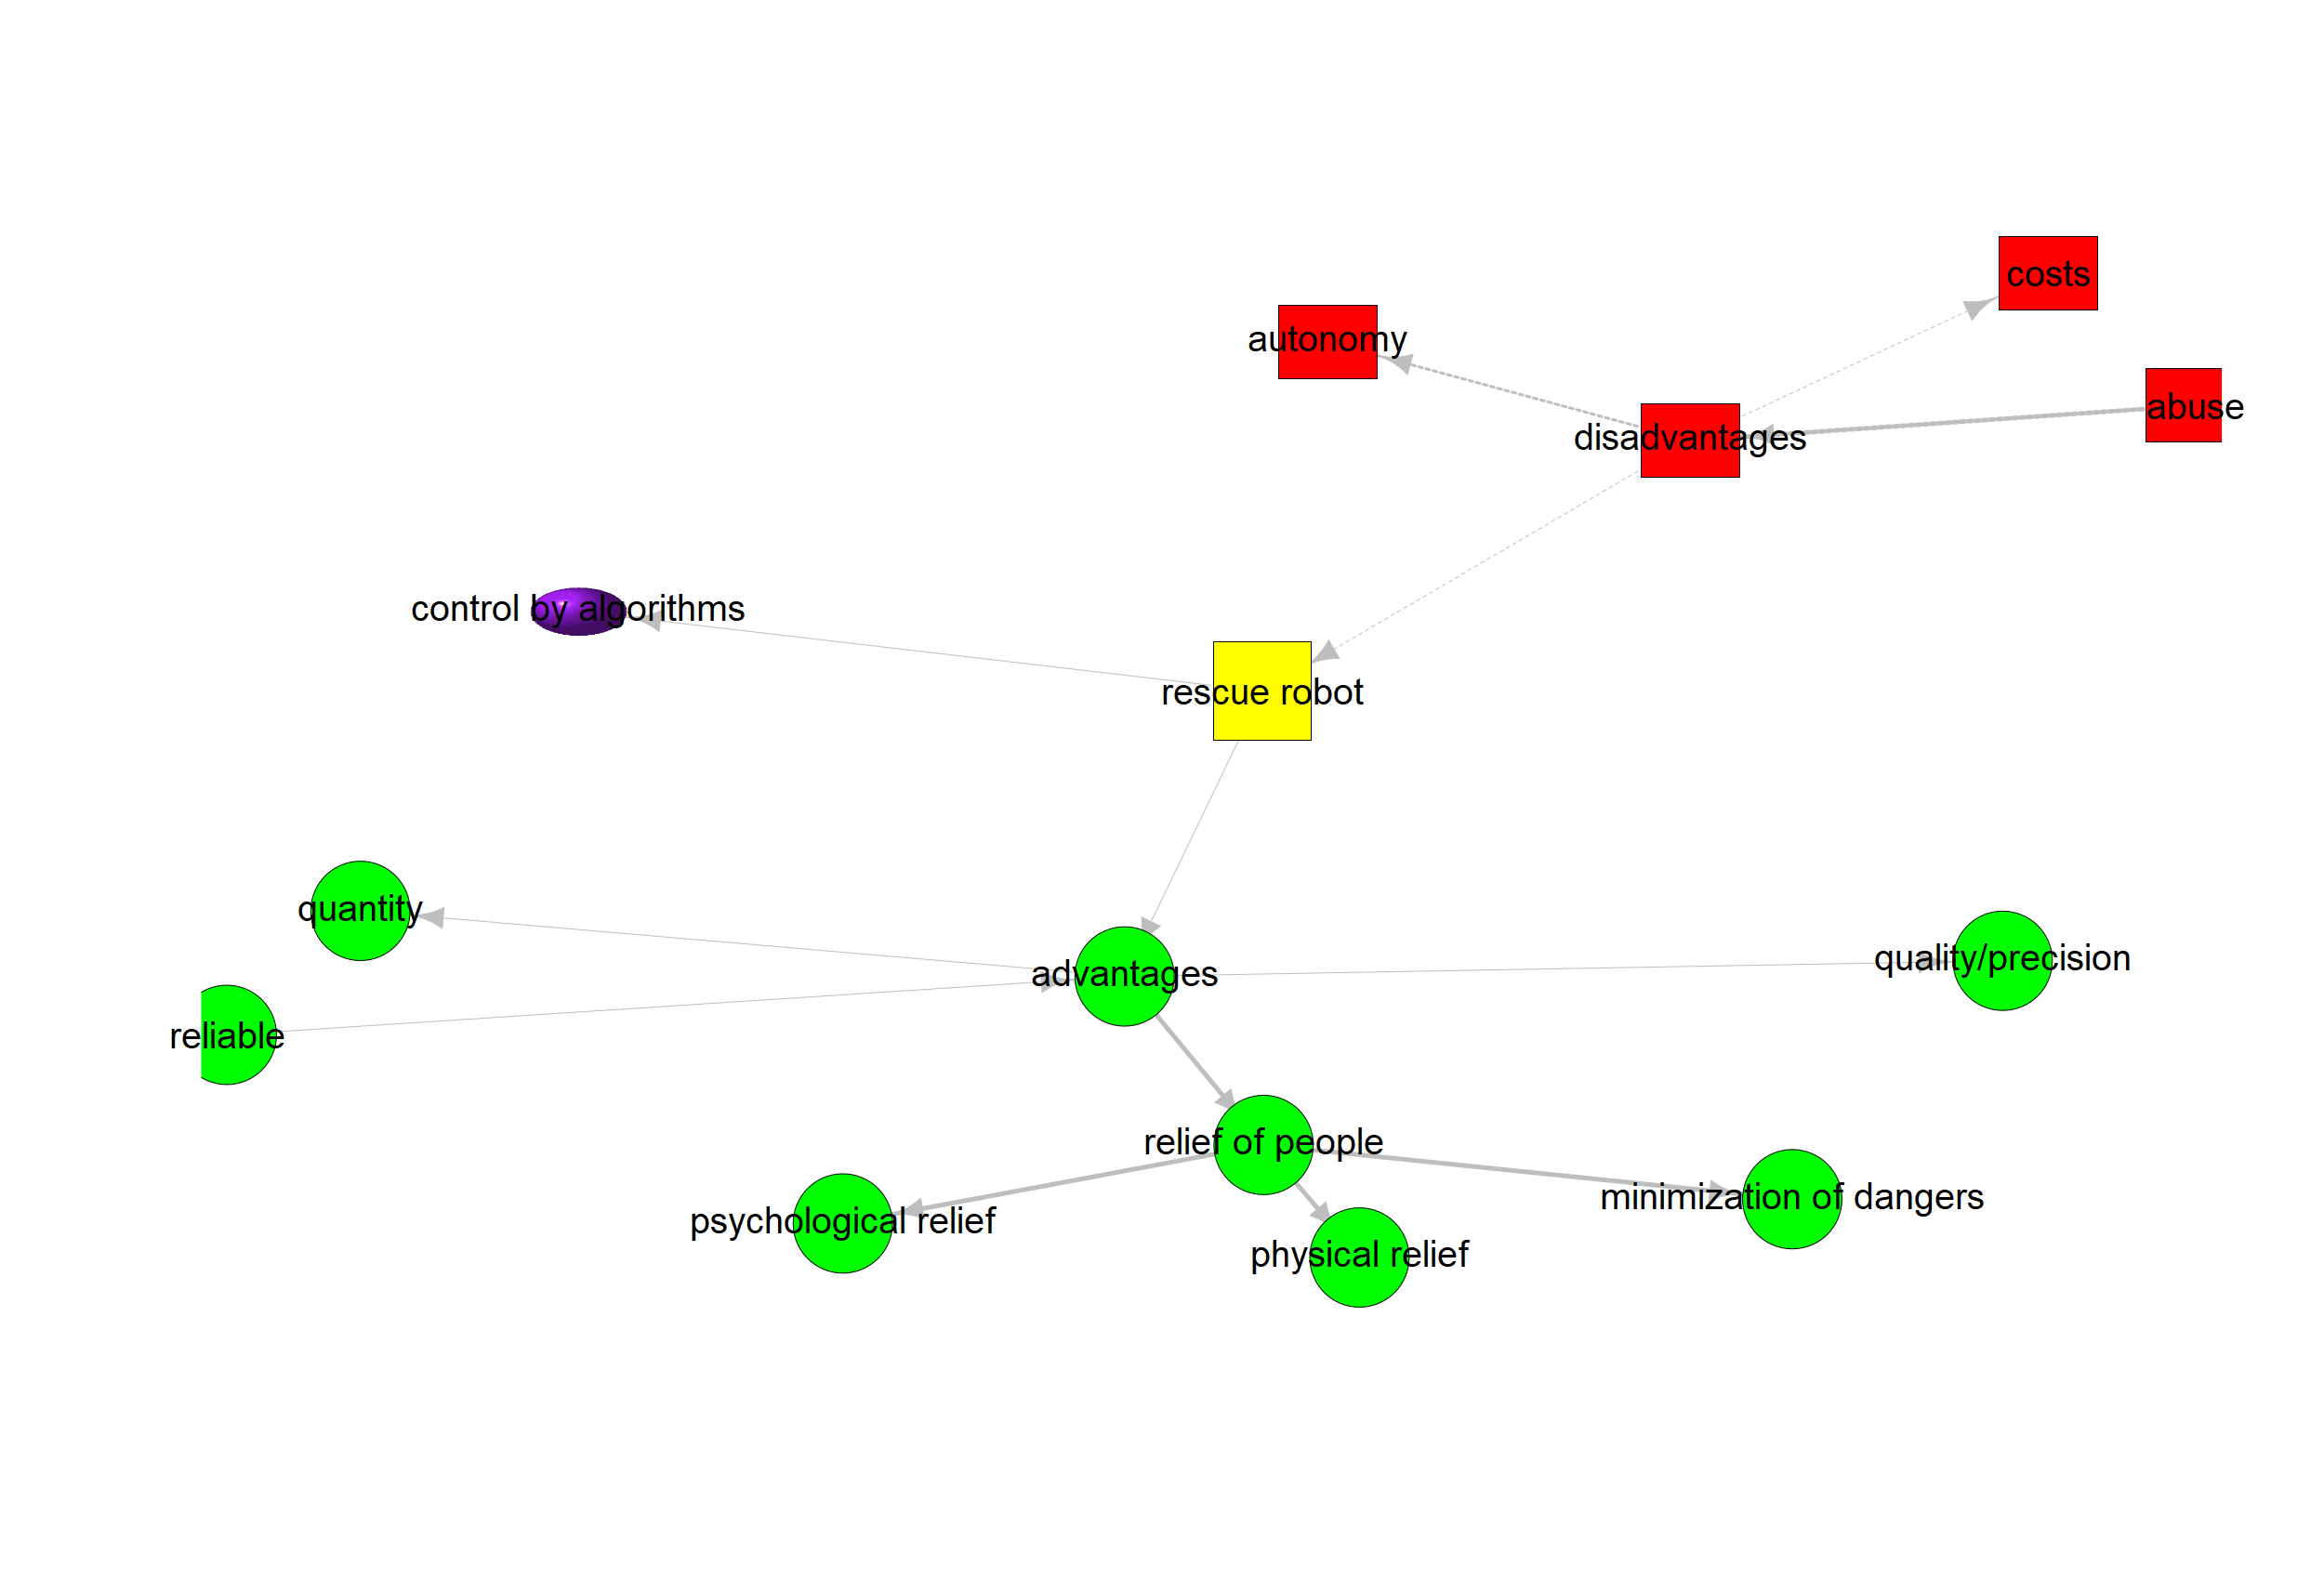 costs
autonomy
abuse
disadvantages
control by algorithms
rescue robot
quantity
quality/precision
advantages
reliable
relief of people
minimization of dangers
psychological relief
physical relief